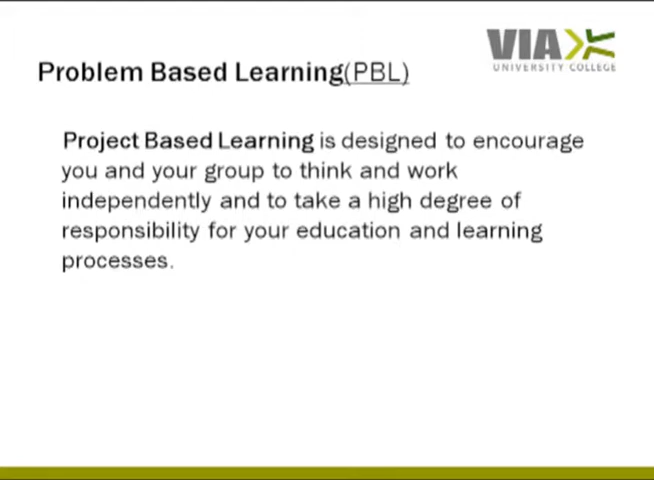 VIA
UNIVERSITY COLLEGE
Problem Based Learning(PBL)
Project Based Learning is designed to encourage
you and your group to think and work
independently and to take a high degree of
responsibility for your education and learning
processes.